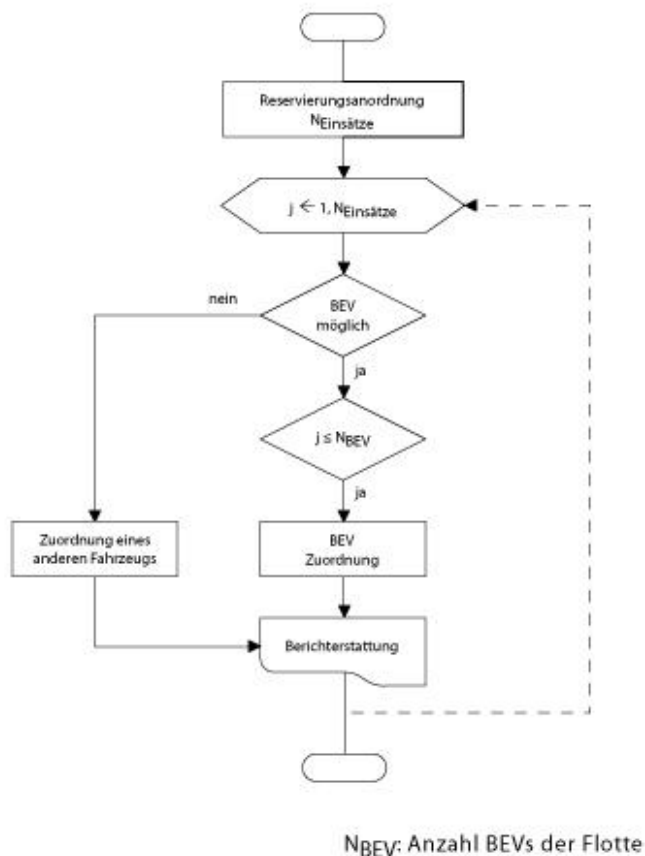 Reservierungsanordnung
NEinsätze
j ← 1, NEinsätze
nein
BEV
möglich
ja
j ≤ NBEV
ja
Zuordnung eines
anderen Fahrzeugs
BEV
Zuordnung
Berichterstattung
NBEV: Anzahl BEVs der Flotte